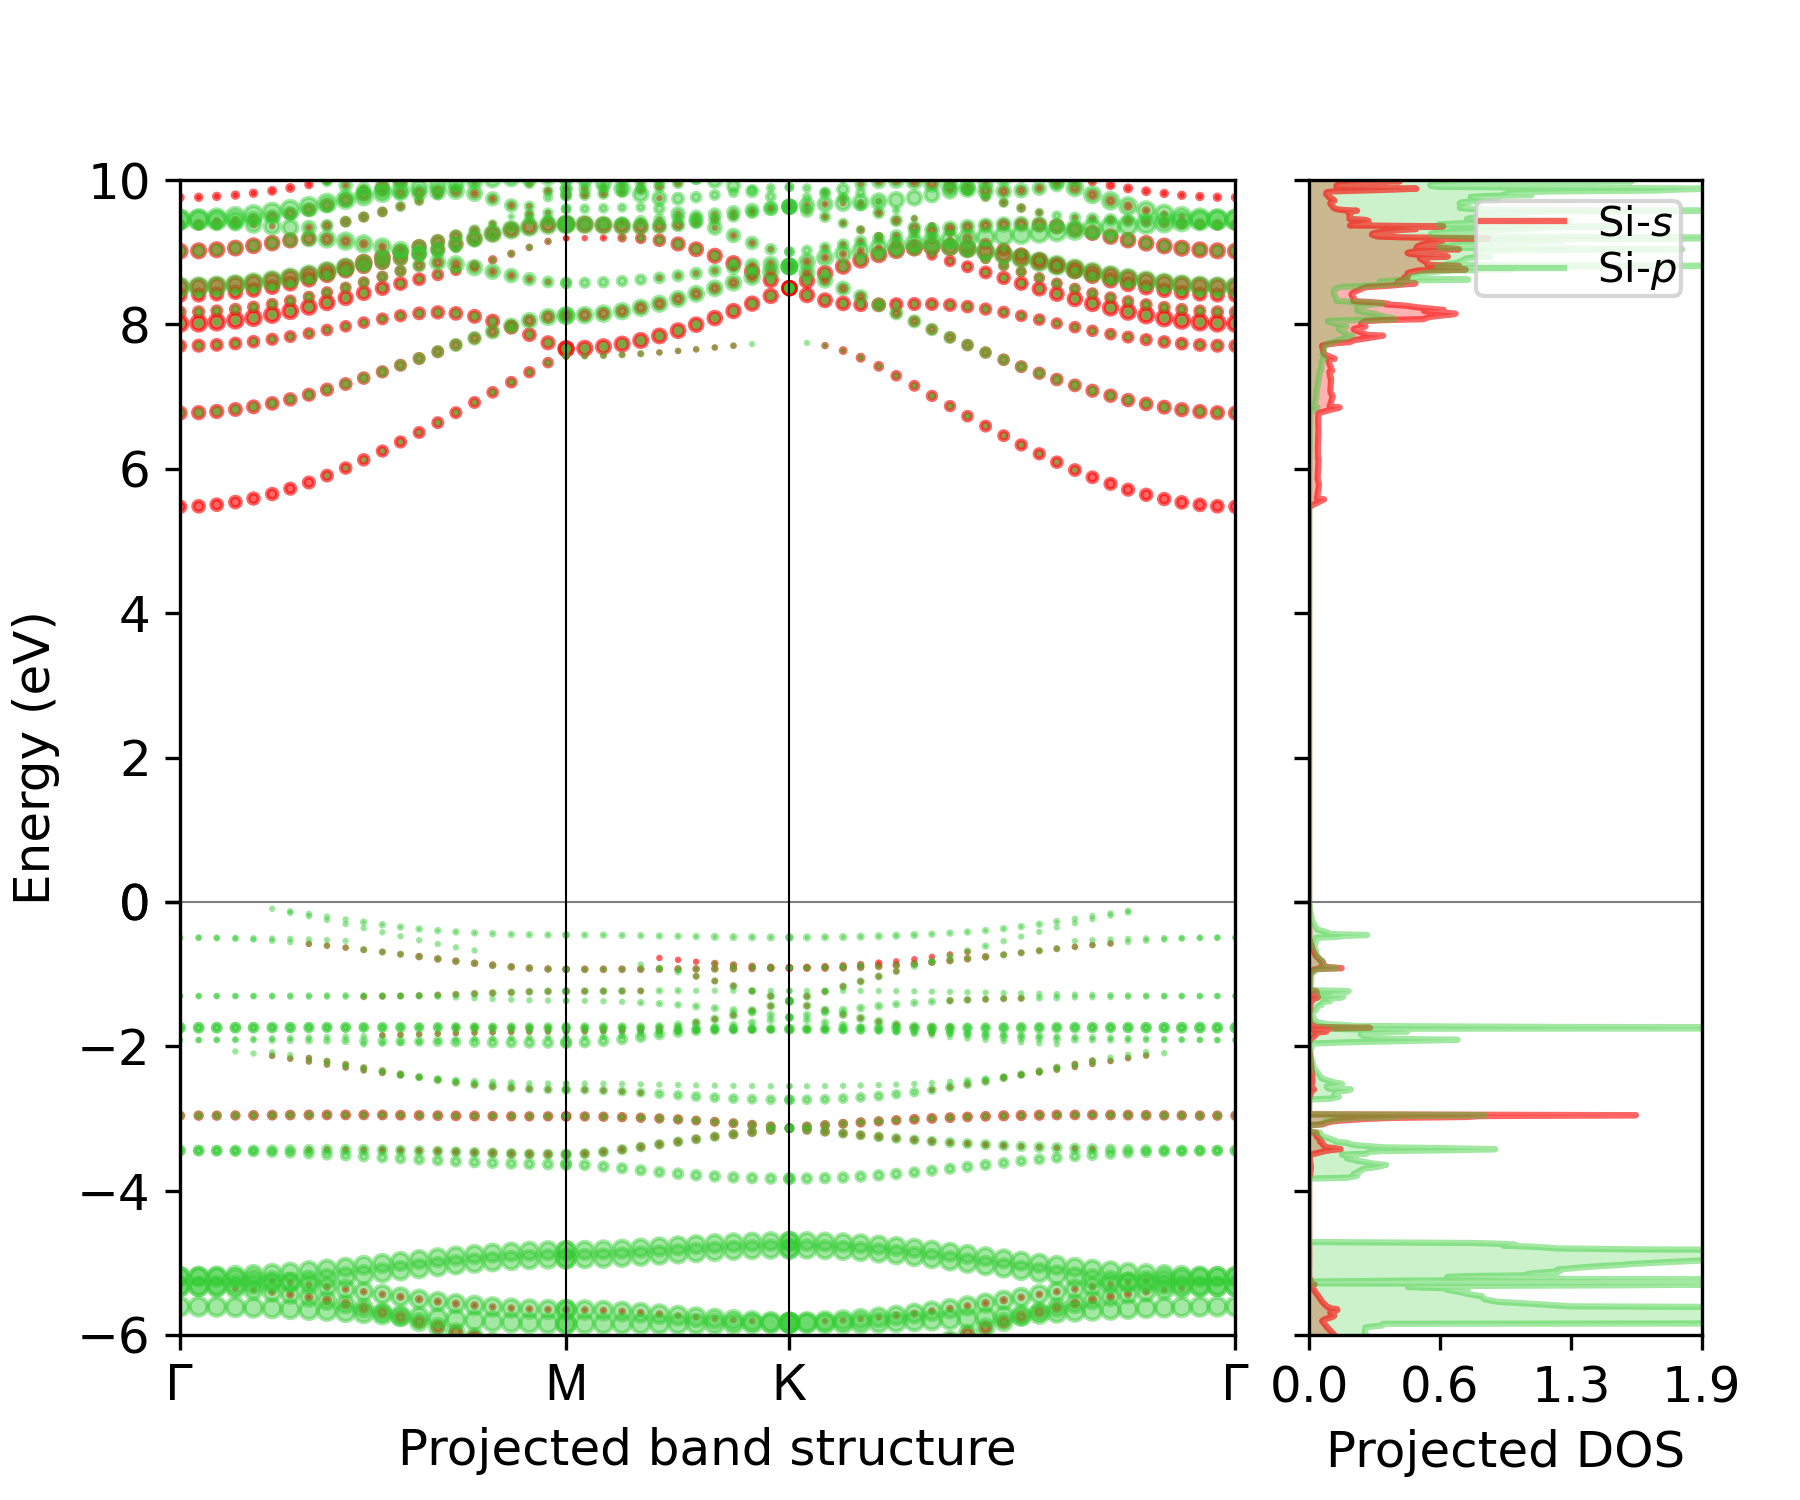 10
8
6
4
2
0
−2
−4
−6
Energy (eV)
Γ M K Γ
Projected band structure
Si-s
Si-p
0.0 0.6 1.3 1.9
Projected DOS